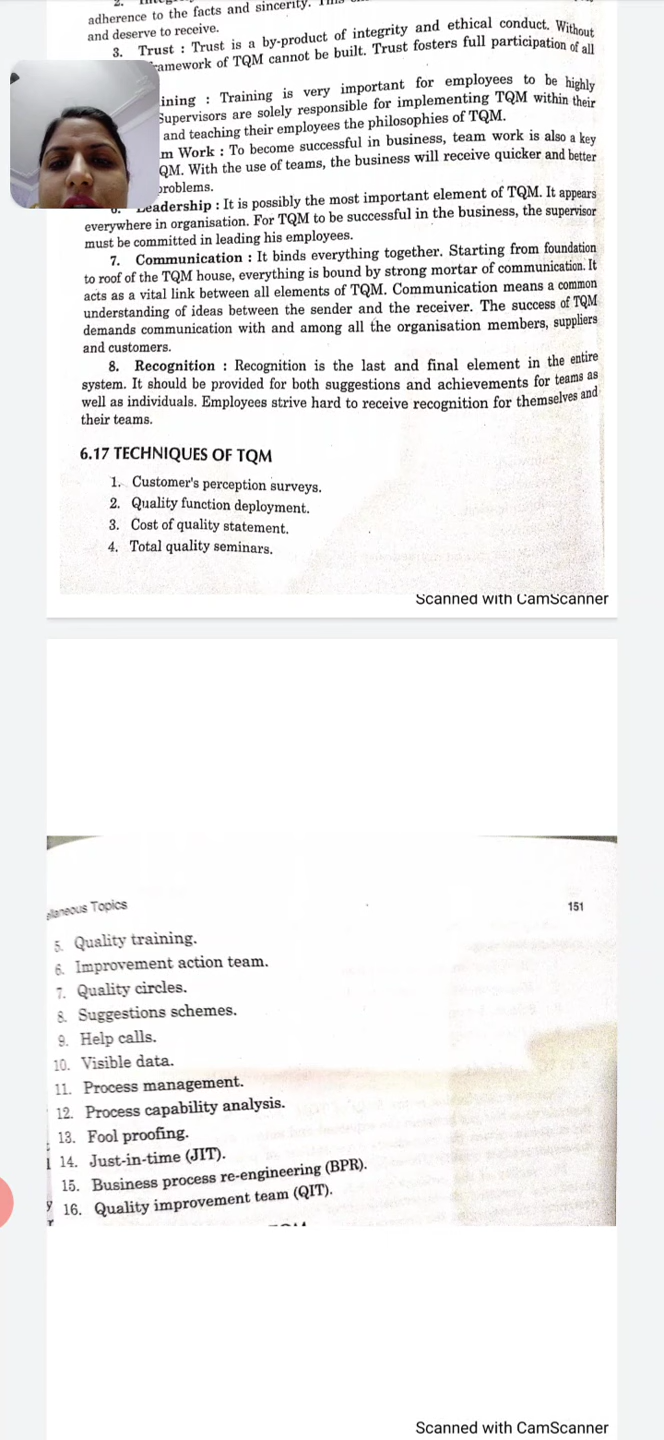 2.
adherence to the facts and sincerity.
and deserve to receive.
3. Trust : Trust is a by-product of integrity and ethical conduct. Without
amework of TQM cannot be built. Trust fosters full participation of all
ining : Training is very important for employees to be highly
Supervisors are solely responsible for implementing TQM within their
and teaching their employees the philosophies of TQM.
m Work : To become successful in business, team work is also a key
QM. With the use of teams, the business will receive quicker and better
problems.
6. Leadership : It is possibly the most important element of TQM. It appears
everywhere in organisation. For TQM to be successful in the business, the supervisor
must be committed in leading his employees.
7. Communication : It binds everything together. Starting from foundation
to roof of the TQM house, everything is bound by strong mortar of communication. It
acts as a vital link between all elements of TQM. Communication means a common
understanding of ideas between the sender and the receiver. The success of TQM
demands communication with and among all the organisation members, suppliers
and customers.
8. Recognition : Recognition is the last and final element in the entire
system. It should be provided for both suggestions and achievements for teams as
well as individuals. Employees strive hard to receive recognition for themselves and
their teams.
6.17 TECHNIQUES OF TQM
1. Customer's perception surveys.
2. Quality function deployment.
3. Cost of quality statement.
4. Total quality seminars.
Scanned with CamScanner
ellaneous Topics
151
5. Quality training.
6. Improvement action team.
7. Quality circles.
8. Suggestions schemes.
9. Help calls.
10. Visible data.
11. Process management.
12. Process capability analysis.
13. Fool proofing.
14. Just-in-time (JIT).
15. Business process re-engineering (BPR).
16. Quality improvement team (QIT).
Scanned with CamScanner